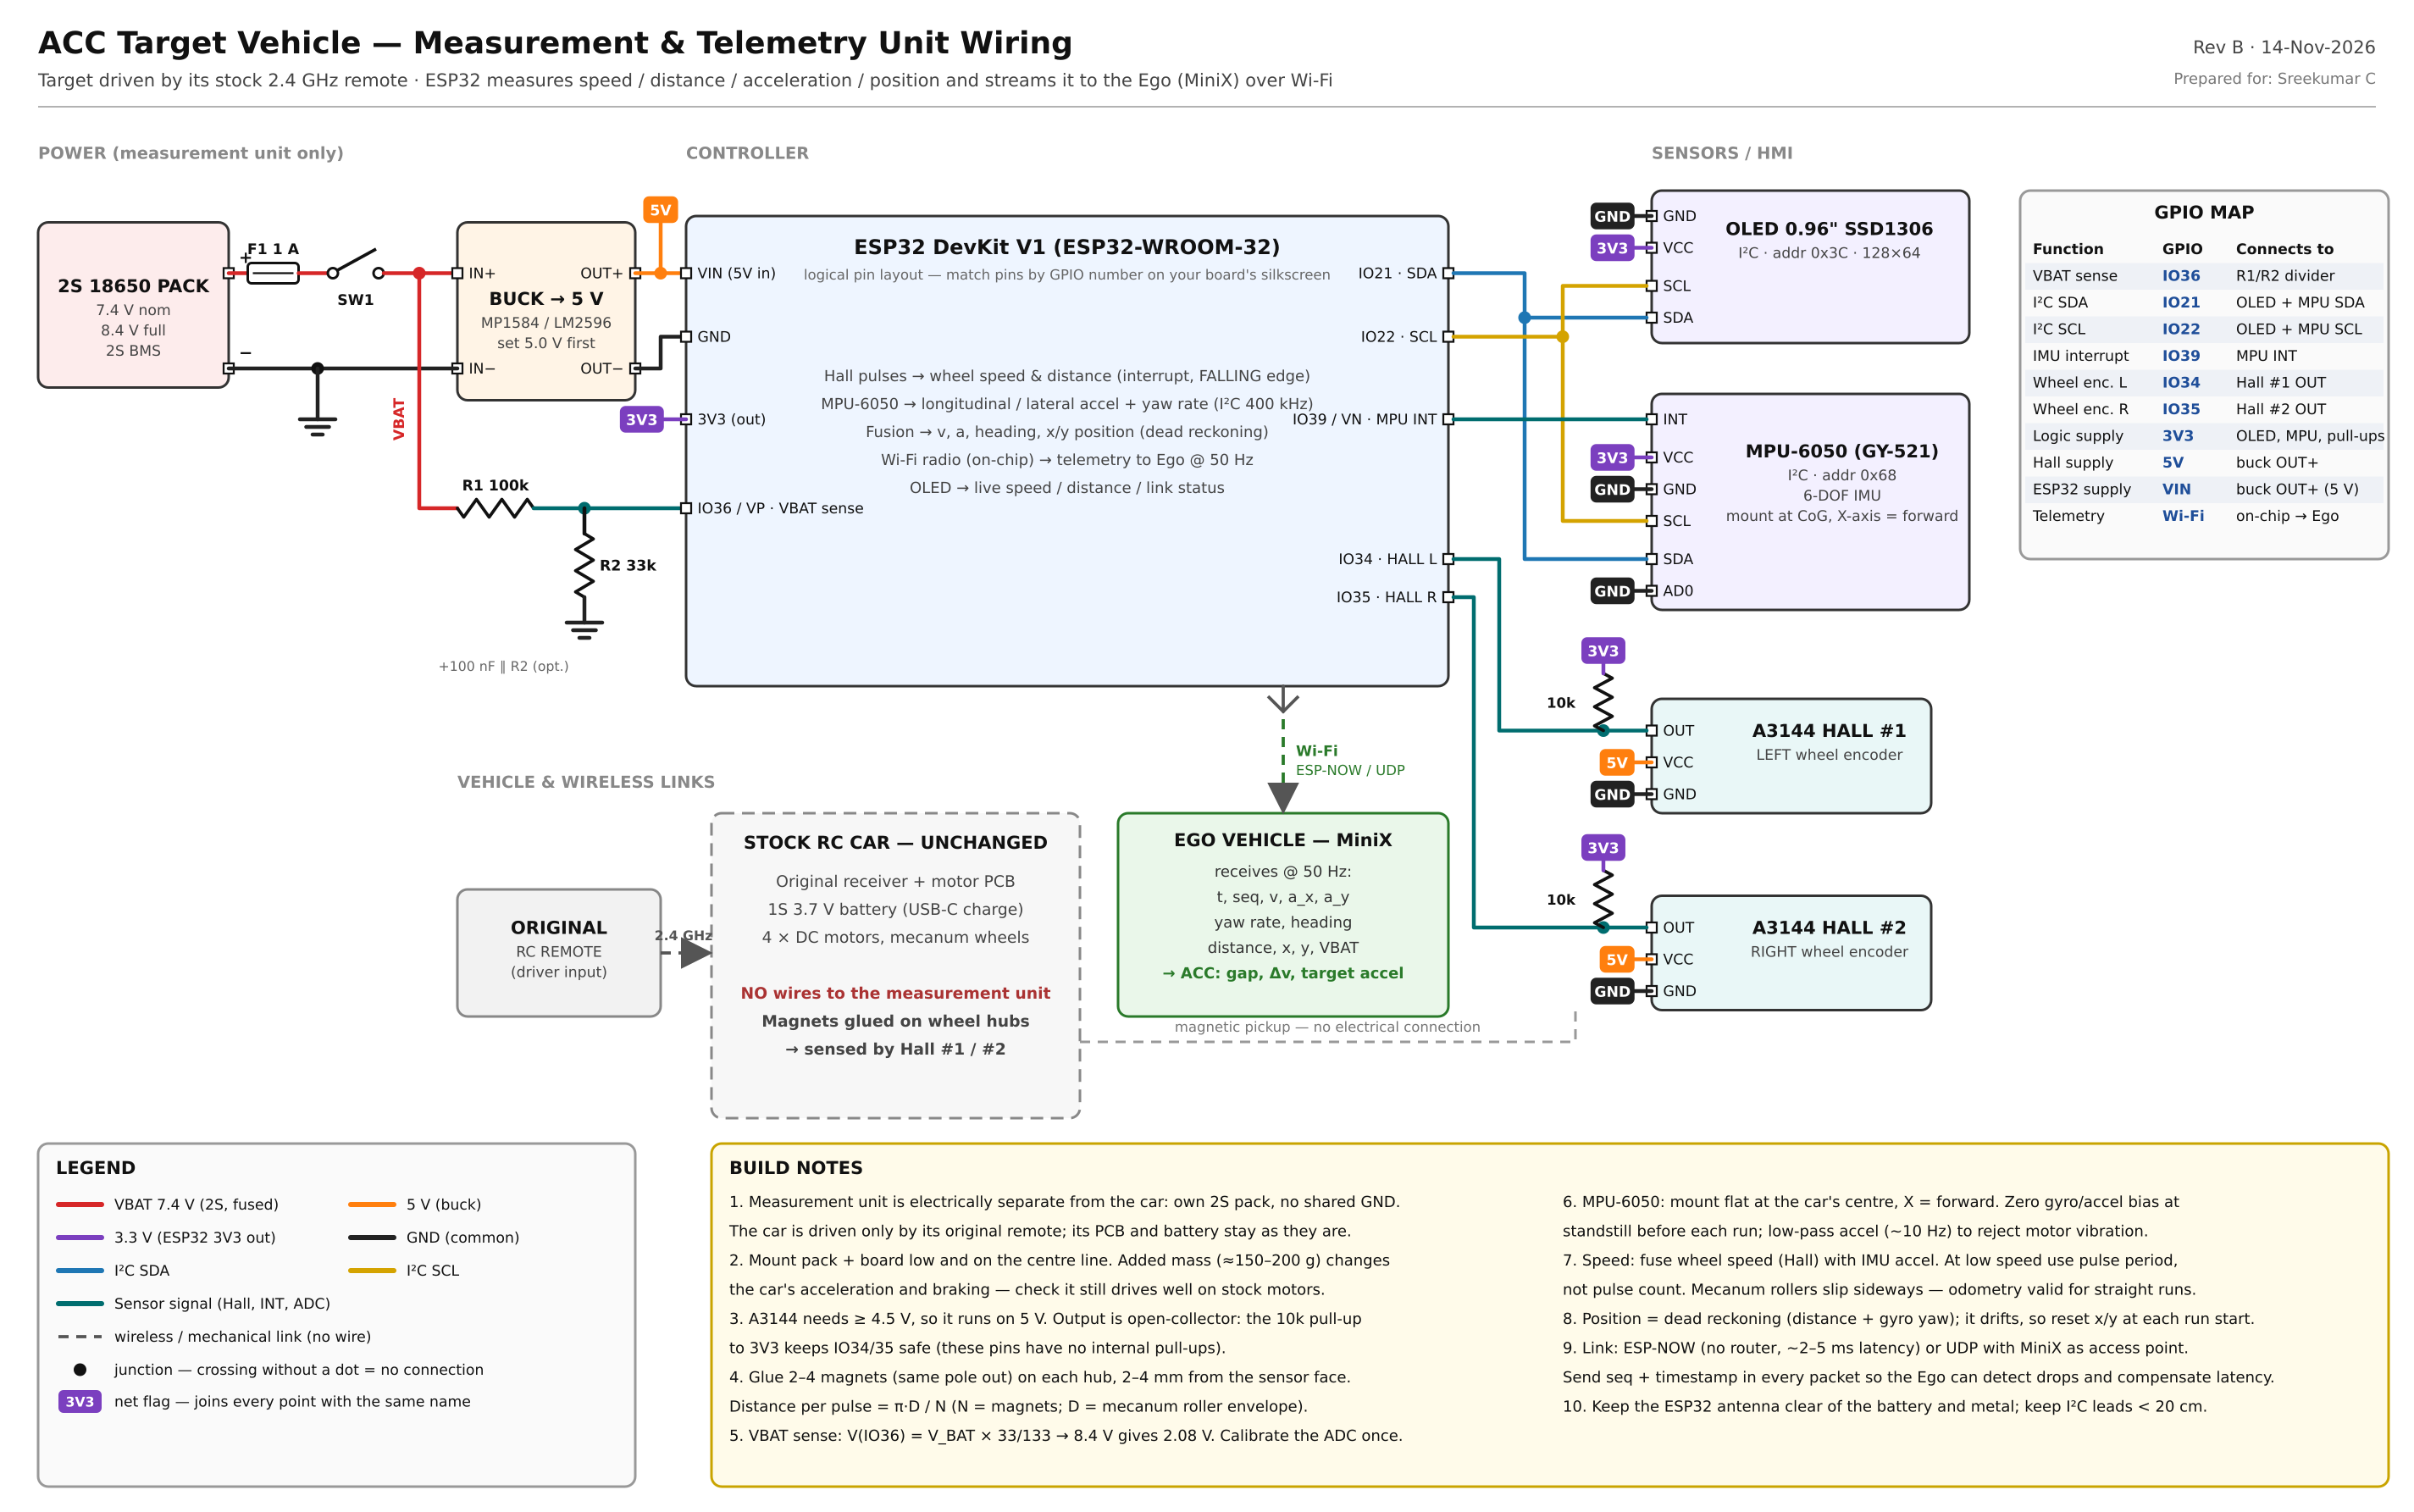 ACC Target Vehicle — Measurement & Telemetry Unit Wiring
Rev B · 14-Nov-2026
Target driven by its stock 2.4 GHz remote · ESP32 measures speed / distance / acceleration / position and streams it to the Ego (MiniX) over Wi-Fi
Prepared for: Sreekumar C
POWER (measurement unit only)
2S 18650 PACK
7.4 V nom
8.4 V full
2S BMS
+
−
F1 1 A
SW1
VBAT
BUCK → 5 V
MP1584 / LM2596
set 5.0 V first
IN+
OUT+
IN−
OUT−
5V
3V3
R1 100k
R2 33k
+100 nF ∥ R2 (opt.)
CONTROLLER
ESP32 DevKit V1 (ESP32-WROOM-32)
logical pin layout — match pins by GPIO number on your board's silkscreen
VIN (5V in)
GND
3V3 (out)
IO36 / VP · VBAT sense
Hall pulses → wheel speed & distance (interrupt, FALLING edge)
MPU-6050 → longitudinal / lateral accel + yaw rate (I²C 400 kHz)
Fusion → v, a, heading, x/y position (dead reckoning)
Wi-Fi radio (on-chip) → telemetry to Ego @ 50 Hz
OLED → live speed / distance / link status
IO21 · SDA
IO22 · SCL
IO39 / VN · MPU INT
IO34 · HALL L
IO35 · HALL R
SENSORS / HMI
GND
3V3
GND
VCC
SCL
SDA
OLED 0.96" SSD1306
I²C · addr 0x3C · 128×64
3V3
GND
GND
INT
VCC
GND
SCL
SDA
AD0
MPU-6050 (GY-521)
I²C · addr 0x68
6-DOF IMU
mount at CoG, X-axis = forward
3V3
10k
5V
GND
OUT
VCC
GND
A3144 HALL #1
LEFT wheel encoder
3V3
10k
5V
GND
OUT
VCC
GND
A3144 HALL #2
RIGHT wheel encoder
GPIO MAP
Function GPIO Connects to
VBAT sense IO36 R1/R2 divider
I²C SDA IO21 OLED + MPU SDA
I²C SCL IO22 OLED + MPU SCL
IMU interrupt IO39 MPU INT
Wheel enc. L IO34 Hall #1 OUT
Wheel enc. R IO35 Hall #2 OUT
Logic supply 3V3 OLED, MPU, pull-ups
Hall supply 5V buck OUT+
ESP32 supply VIN buck OUT+ (5 V)
Telemetry Wi-Fi on-chip → Ego
VEHICLE & WIRELESS LINKS
ORIGINAL
RC REMOTE
(driver input)
2.4 GHz
STOCK RC CAR — UNCHANGED
Original receiver + motor PCB
1S 3.7 V battery (USB-C charge)
4 × DC motors, mecanum wheels
NO wires to the measurement unit
Magnets glued on wheel hubs
→ sensed by Hall #1 / #2
Wi-Fi
ESP-NOW / UDP
EGO VEHICLE — MiniX
receives @ 50 Hz:
t, seq, v, a_x, a_y
yaw rate, heading
distance, x, y, VBAT
→ ACC: gap, Δv, target accel
magnetic pickup — no electrical connection
LEGEND
VBAT 7.4 V (2S, fused)
5 V (buck)
3.3 V (ESP32 3V3 out)
GND (common)
I²C SDA
I²C SCL
Sensor signal (Hall, INT, ADC)
wireless / mechanical link (no wire)
junction — crossing without a dot = no connection
3V3 net flag — joins every point with the same name
BUILD NOTES
1. Measurement unit is electrically separate from the car: own 2S pack, no shared GND.
The car is driven only by its original remote; its PCB and battery stay as they are.
2. Mount pack + board low and on the centre line. Added mass (≈150–200 g) changes
the car's acceleration and braking — check it still drives well on stock motors.
3. A3144 needs ≥ 4.5 V, so it runs on 5 V. Output is open-collector: the 10k pull-up
to 3V3 keeps IO34/35 safe (these pins have no internal pull-ups).
4. Glue 2–4 magnets (same pole out) on each hub, 2–4 mm from the sensor face.
Distance per pulse = π·D / N (N = magnets; D = mecanum roller envelope).
5. VBAT sense: V(IO36) = V_BAT × 33/133 → 8.4 V gives 2.08 V. Calibrate the ADC once.
6. MPU-6050: mount flat at the car's centre, X = forward. Zero gyro/accel bias at
standstill before each run; low-pass accel (~10 Hz) to reject motor vibration.
7. Speed: fuse wheel speed (Hall) with IMU accel. At low speed use pulse period,
not pulse count. Mecanum rollers slip sideways — odometry valid for straight runs.
8. Position = dead reckoning (distance + gyro yaw); it drifts, so reset x/y at each run start.
9. Link: ESP-NOW (no router, ~2–5 ms latency) or UDP with MiniX as access point.
Send seq + timestamp in every packet so the Ego can detect drops and compensate latency.
10. Keep the ESP32 antenna clear of the battery and metal; keep I²C leads < 20 cm.